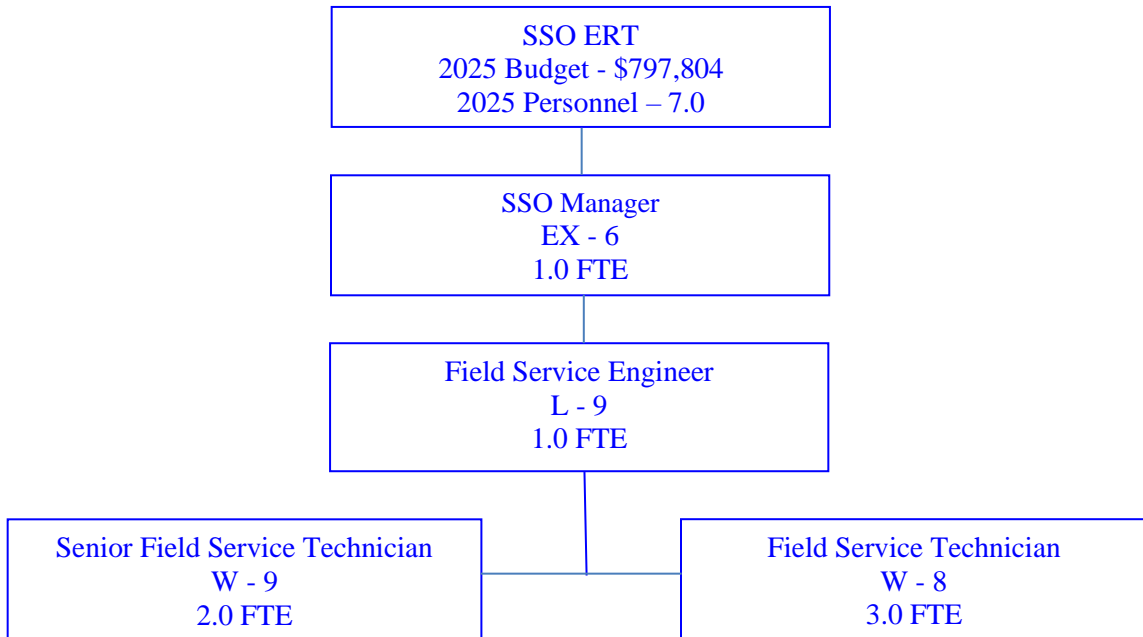 SSO ERT
2025 Budget - $797,804
2025 Personnel – 7.0
SSO Manager
EX - 6
1.0 FTE
Field Service Engineer
L - 9
1.0 FTE
Senior Field Service Technician
W - 9
2.0 FTE
Field Service Technician
W - 8
3.0 FTE